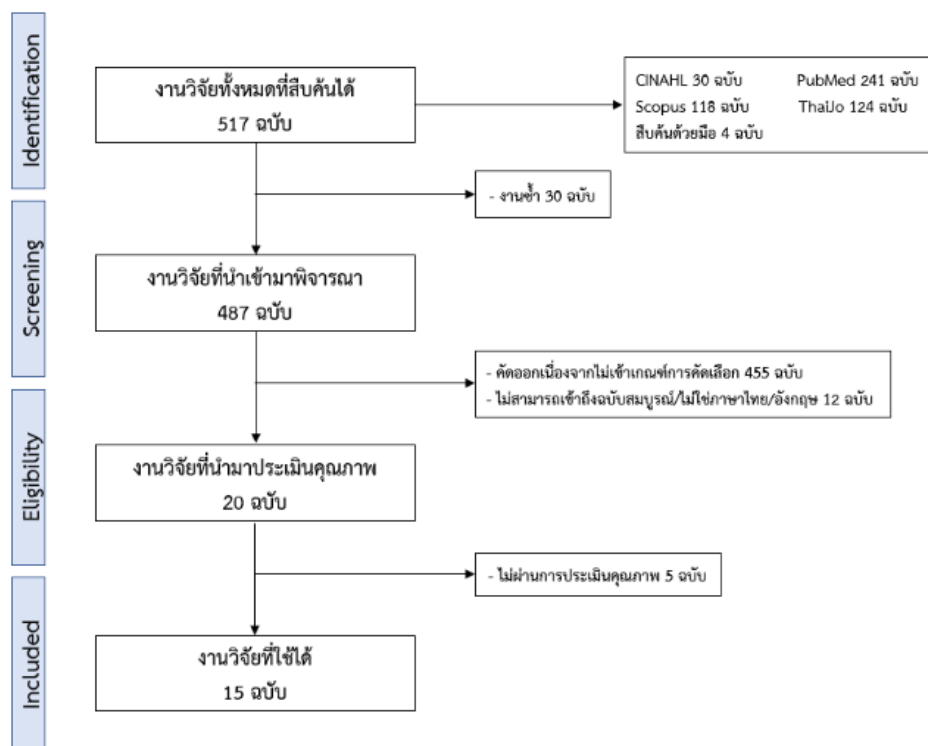 Identification
งานวิจัยทั้งหมดที่สืบค้นได้
517 ฉบับ
CINAHL 30 ฉบับ PubMed 241 ฉบับ
Scopus 118 ฉบับ ThaiJo 124 ฉบับ
สืบค้นด้วยมือ 4 ฉบับ
- งานซ้ำ 30 ฉบับ
Screening
งานวิจัยที่นำเข้ามาพิจารณา
487 ฉบับ
- คัดออกเนื่องจากไม่เข้าเกณฑ์การคัดเลือก 455 ฉบับ
- ไม่สามารถเข้าถึงฉบับสมบูรณ์/ไม่ใช่ภาษาไทย/อังกฤษ 12 ฉบับ
Eligibility
งานวิจัยที่นำมาประเมินคุณภาพ
20 ฉบับ
- ไม่ผ่านการประเมินคุณภาพ 5 ฉบับ
Included
งานวิจัยที่ใช้ได้
15 ฉบับ